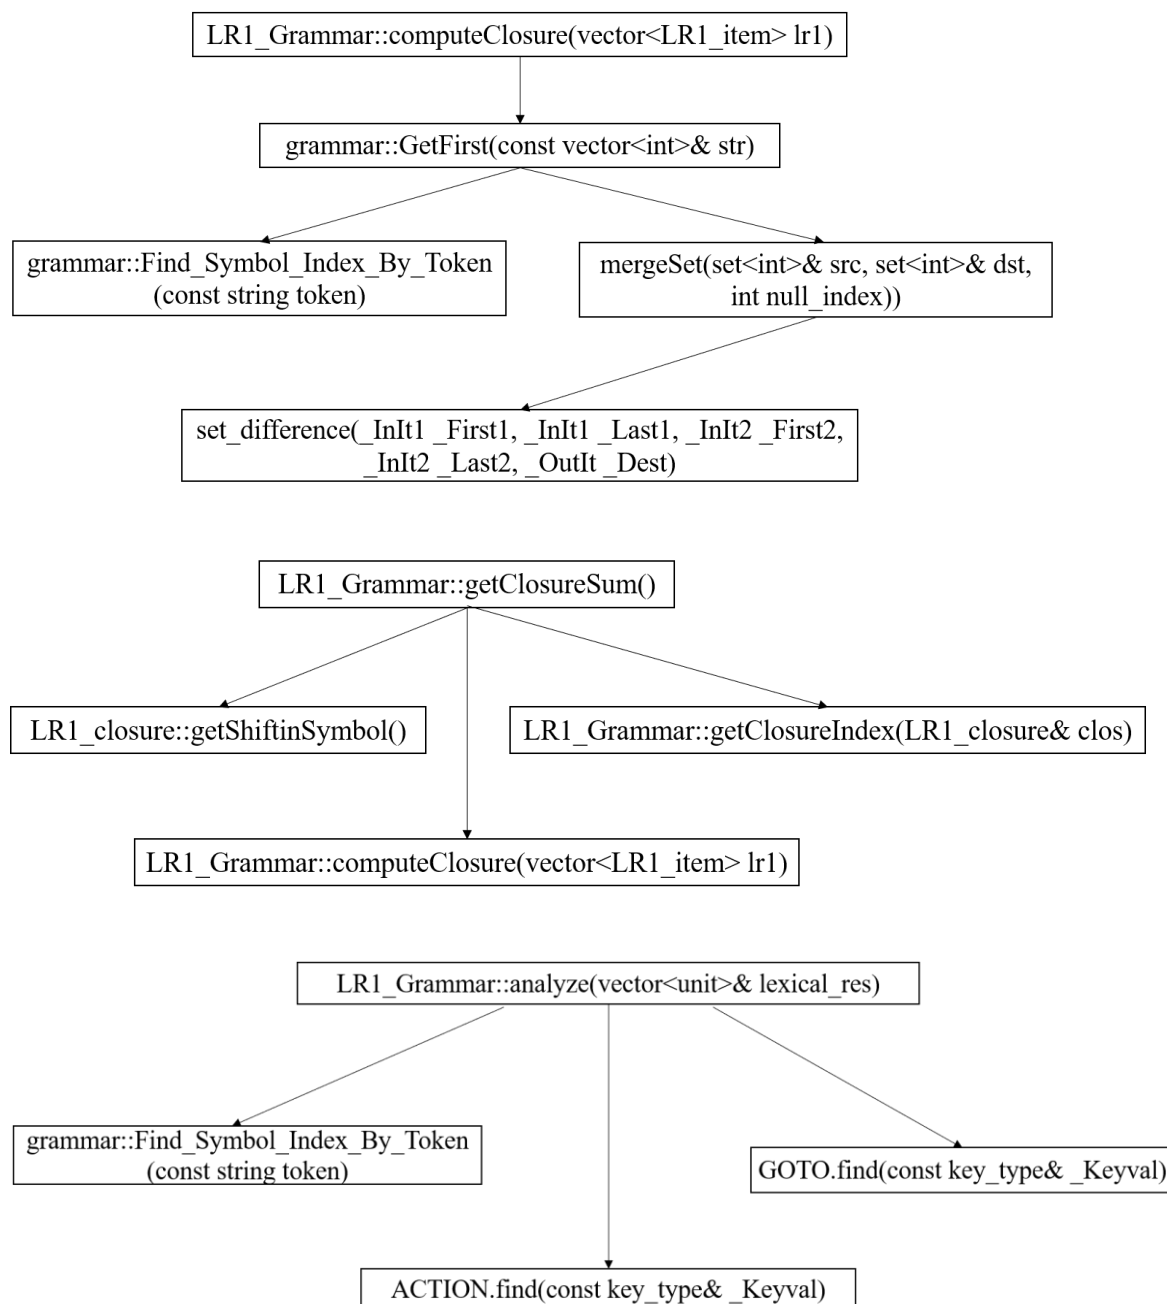 LR1_Grammar::computeClosure(vector<LR1_item> lr1)
grammar::GetFirst(const vector<int>& str)
grammar::Find_Symbol_Index_By_Token
(const string token)
mergeSet(set<int>& src, set<int>& dst,
int null_index))
set_difference(_InIt1 _First1, _InIt1 _Last1, _InIt2 _First2,
_InIt2 _Last2, _OutIt _Dest)
LR1_Grammar::getClosureSum()
LR1_closure::getShiftinSymbol()
LR1_Grammar::getClosureIndex(LR1_closure& clos)
LR1_Grammar::computeClosure(vector<LR1_item> lr1)
LR1_Grammar::analyze(vector<unit>& lexical_res)
grammar::Find_Symbol_Index_By_Token
(const string token)
GOTO.find(const key_type& _Keyval)
ACTION.find(const key_type& _Keyval)